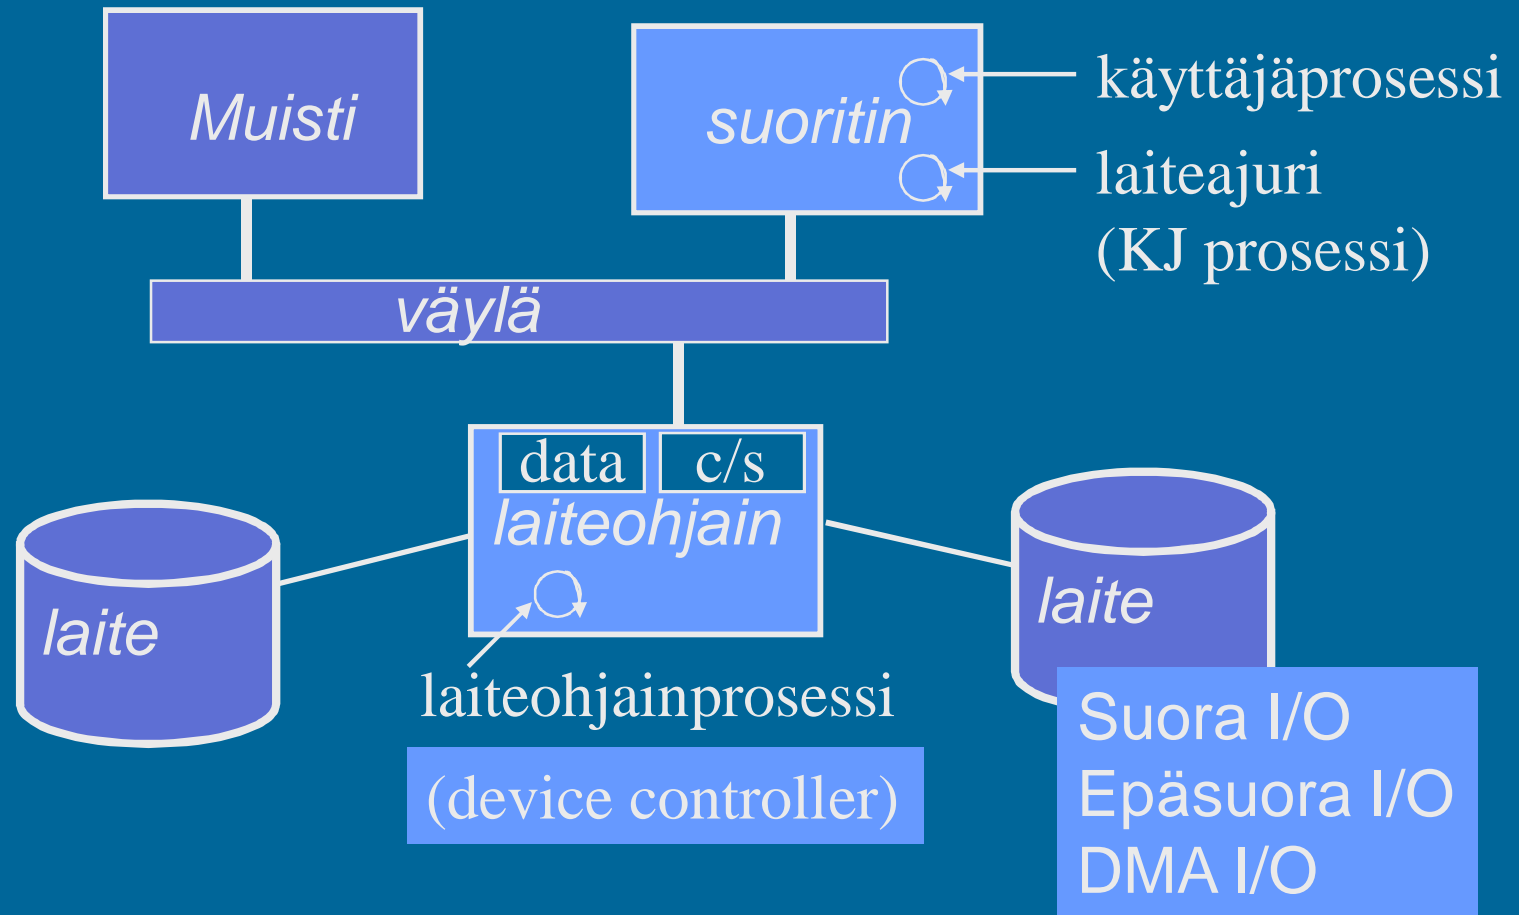 Muisti
suoritin
käyttäjäprosessi
laiteajuri
(KJ prosessi)
väylä
data
c/s
laiteohjain
laite
laite
laiteohjainprosessi
(device controller)
Suora I/O
Epäsuora I/O
DMA I/O